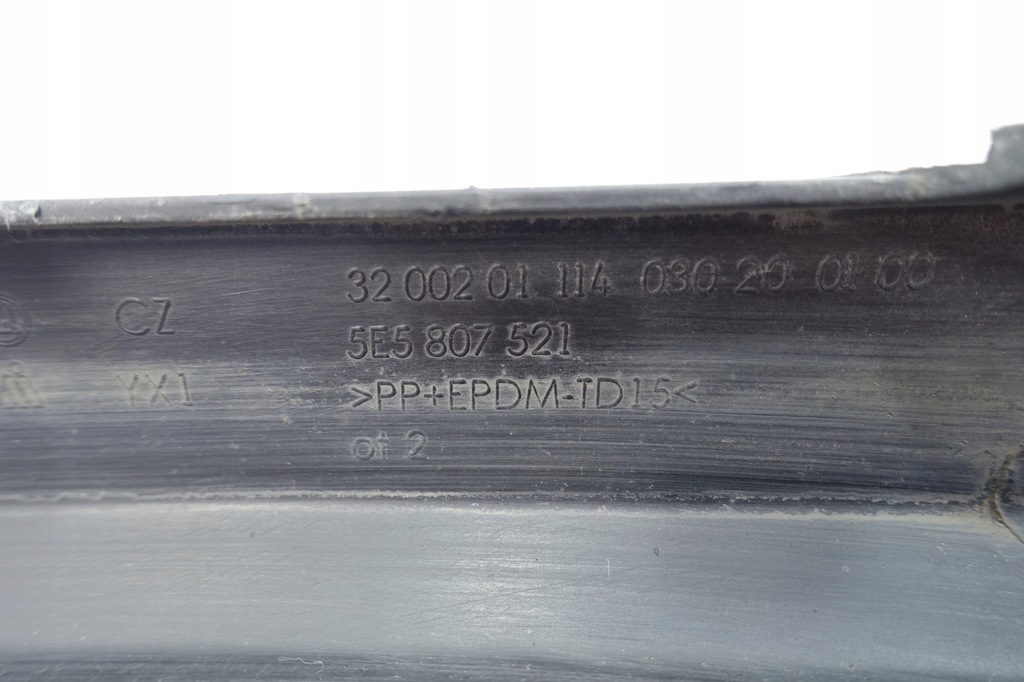 32 002 01 114 030 20 01 00
CZ
5E5 807 521
YX1
>PP+EPDM-TD15<
of 2